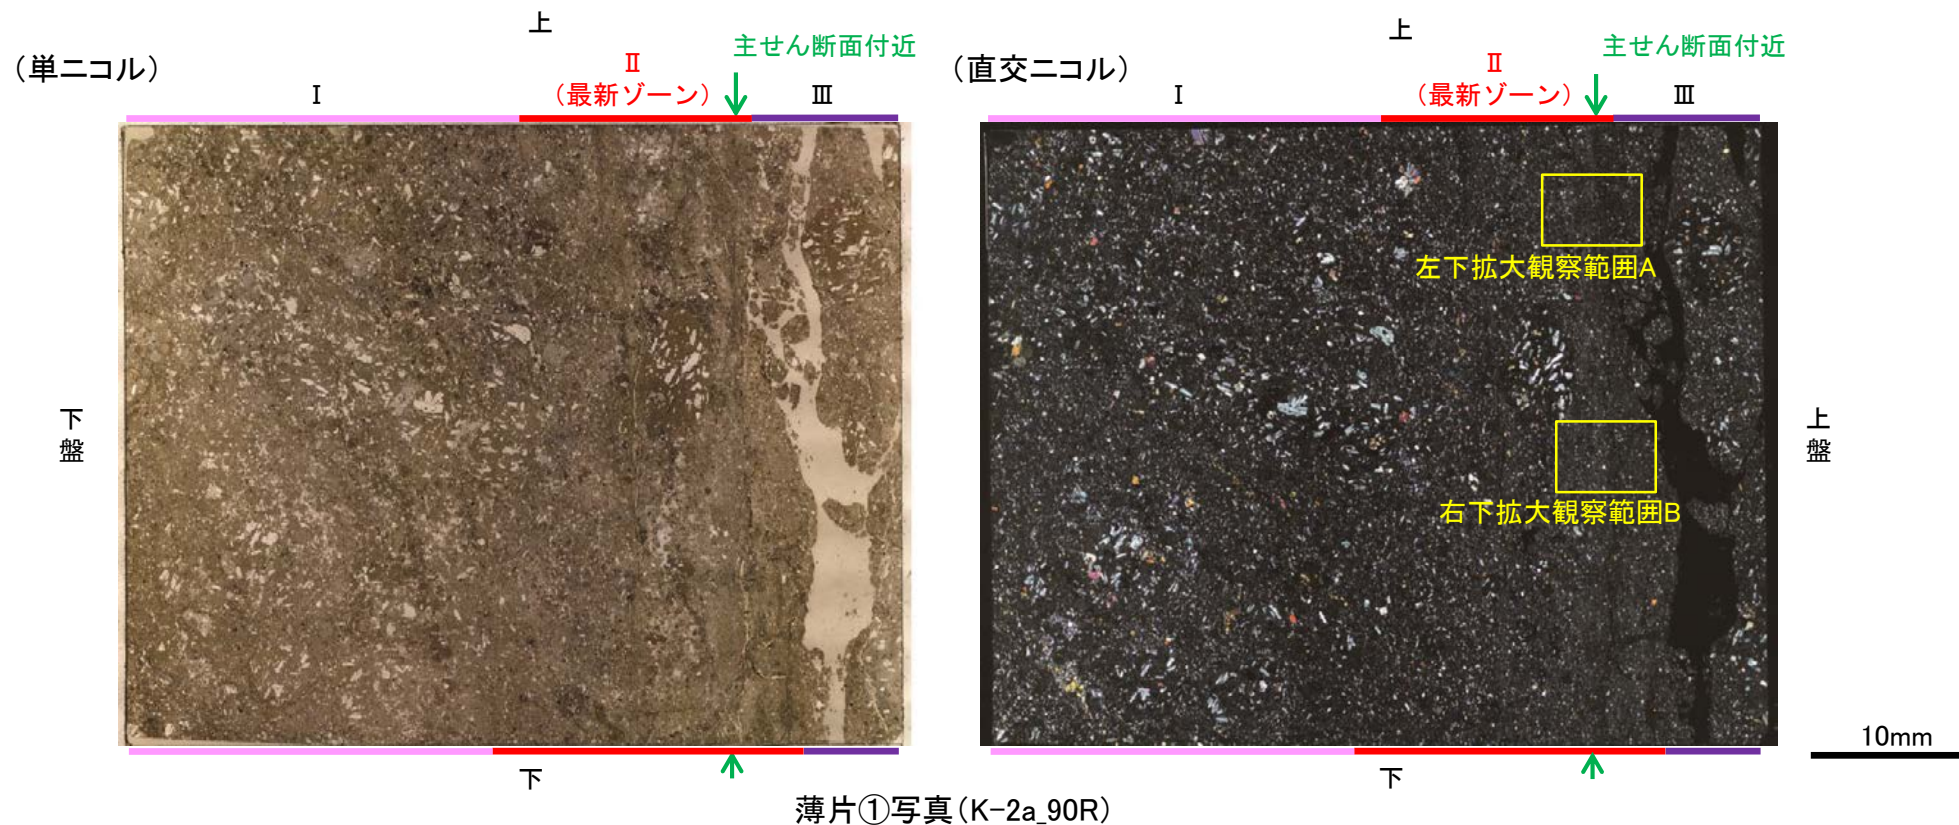 上
(単ニコル)
主せん断面付近
Ⅱ
(最新ゾーン)
Ⅰ
Ⅲ
下盤
下
上
(直交ニコル)
主せん断面付近
Ⅱ
(最新ゾーン)
Ⅰ
Ⅲ
左下拡大観察範囲A
右下拡大観察範囲B
上盤
10mm
下
薄片①写真(K-2a_90R)